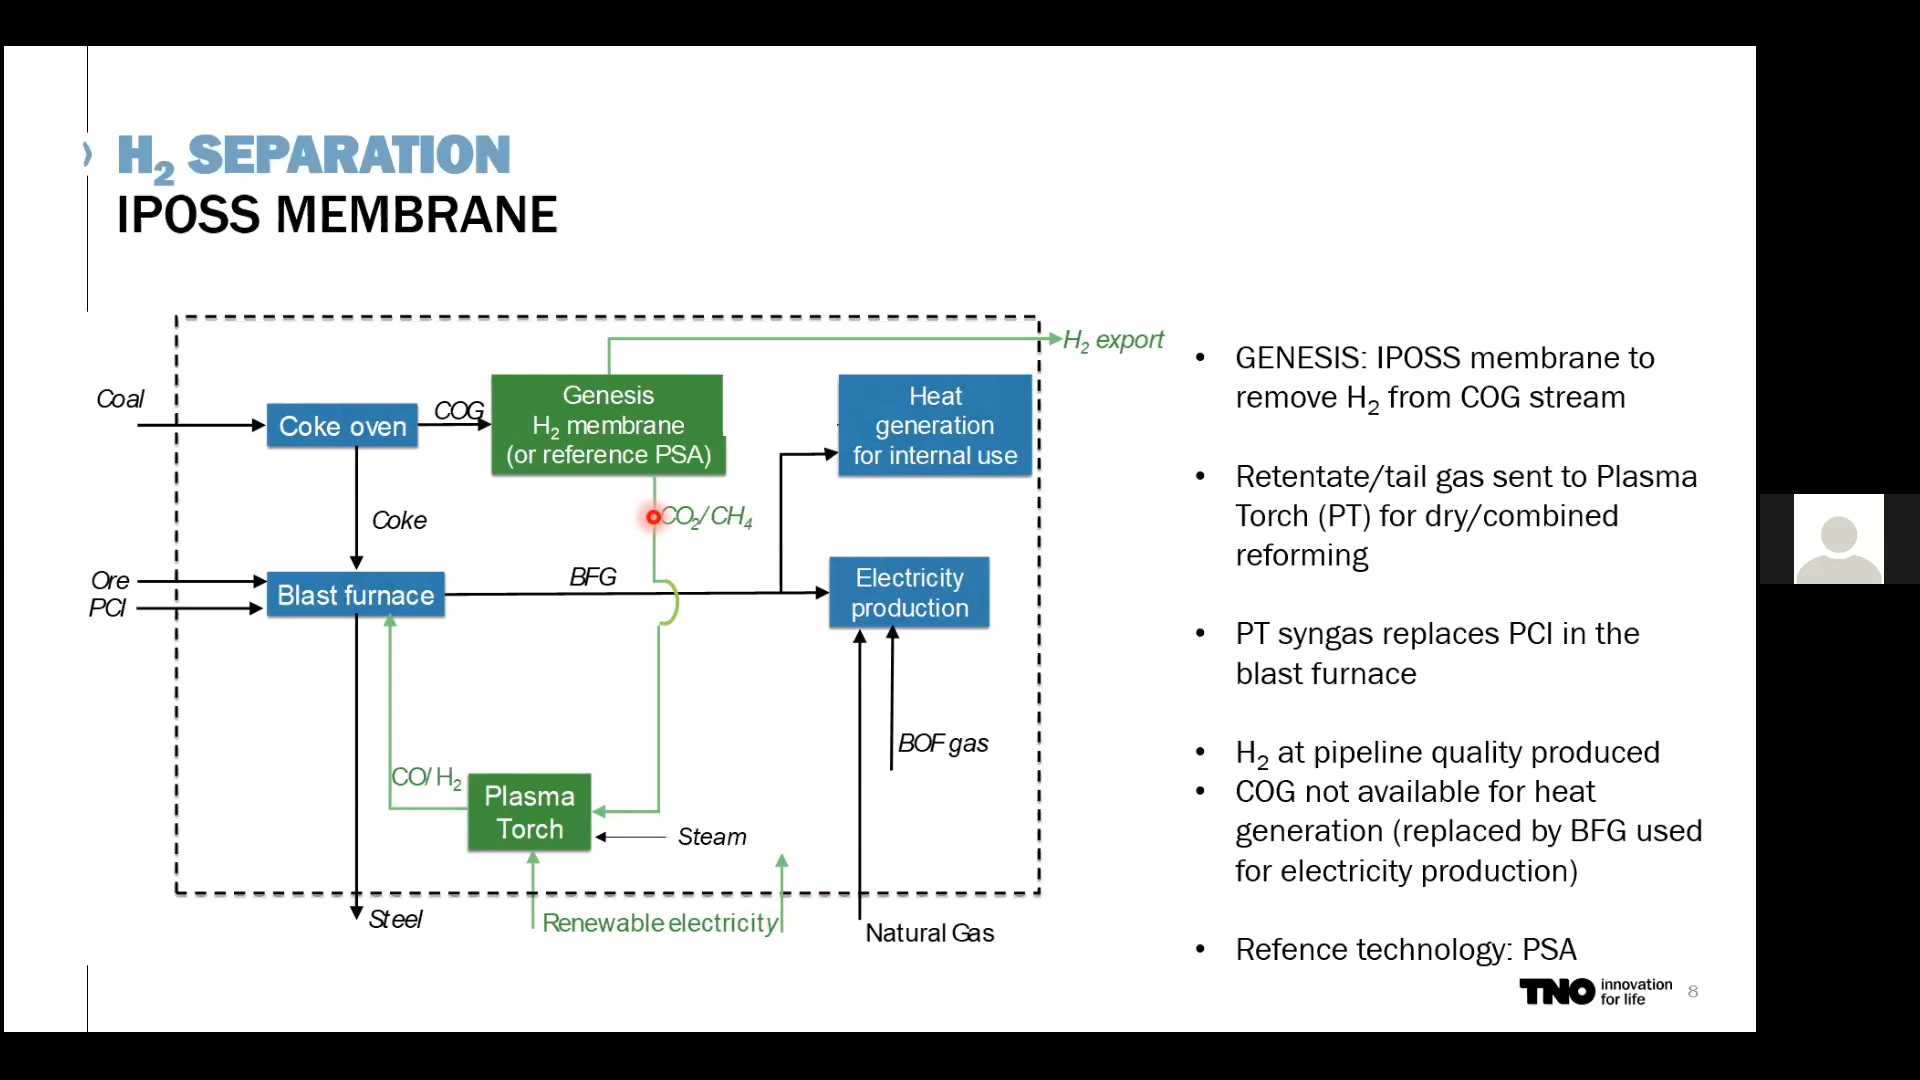 H2 SEPARATION
IPOSS MEMBRANE
H2 export
Coal
Coke oven
COG
Genesis
H2 membrane
(or reference PSA)
Heat
generation
for internal use
CO2/CH4
Coke
Ore
PCI
Blast furnace
BFG
Electricity
production
BOF gas
CO/H2
Plasma
Torch
Steam
Steel
Renewable electricity
Natural Gas
• GENESIS: IPOSS membrane to
remove H2 from COG stream
• Retentate/tail gas sent to Plasma
Torch (PT) for dry/combined
reforming
• PT syngas replaces PCI in the
blast furnace
• H2 at pipeline quality produced
• COG not available for heat
generation (replaced by BFG used
for electricity production)
• Refence technology: PSA
TNO innovation
for life
8